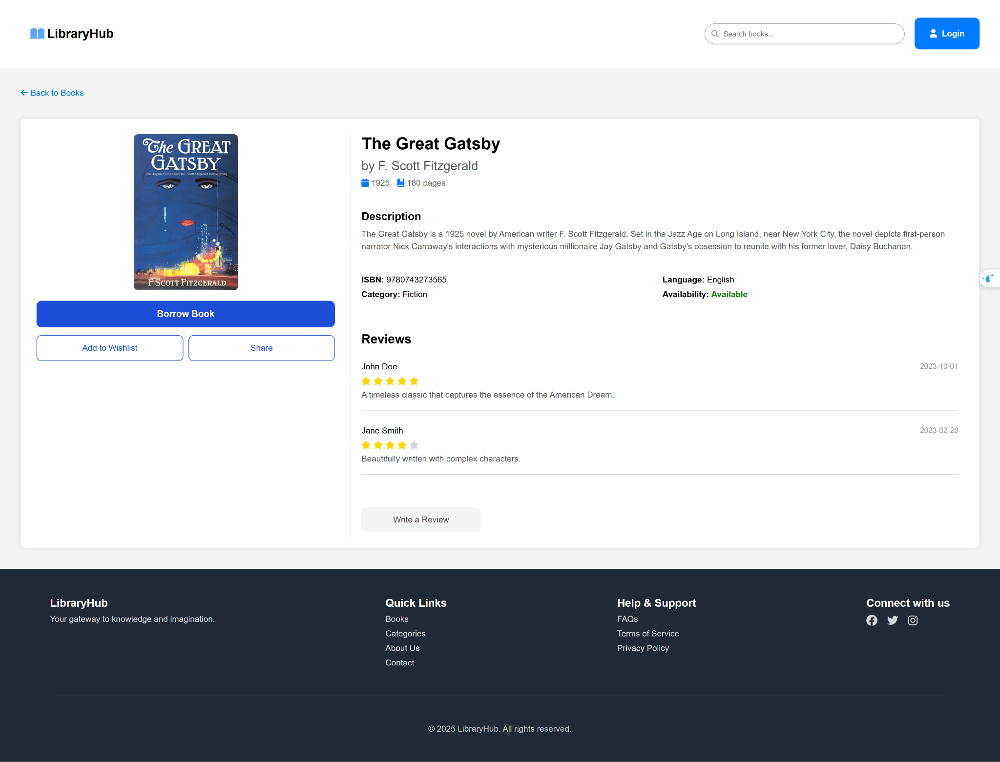 LibraryHub
Search books...
Login
Back to Books
The GREAT
GATSBY
The Original 1925 Edition (A F. Scott Fitzgerald Classic Novel)
F·SCOTT FITZGERALD
Borrow Book
Add to Wishlist
Share
The Great Gatsby
by F. Scott Fitzgerald
1925
180 pages
Description
The Great Gatsby is a 1925 novel by American writer F. Scott Fitzgerald. Set in the Jazz Age on Long Island, near New York City, the novel depicts first-person
narrator Nick Carraway's interactions with mysterious millionaire Jay Gatsby and Gatsby's obsession to reunite with his former lover, Daisy Buchanan.
ISBN: 9780743273565
Language: English
Category: Fiction
Availability: Available
Reviews
John Doe
2023-10-01
A timeless classic that captures the essence of the American Dream.
Jane Smith
2023-02-20
Beautifully written with complex characters.
Write a Review
LibraryHub
Your gateway to knowledge and imagination.
Quick Links
Books
Categories
About Us
Contact
Help & Support
FAQs
Terms of Service
Privacy Policy
Connect with us
© 2025 LibraryHub. All rights reserved.